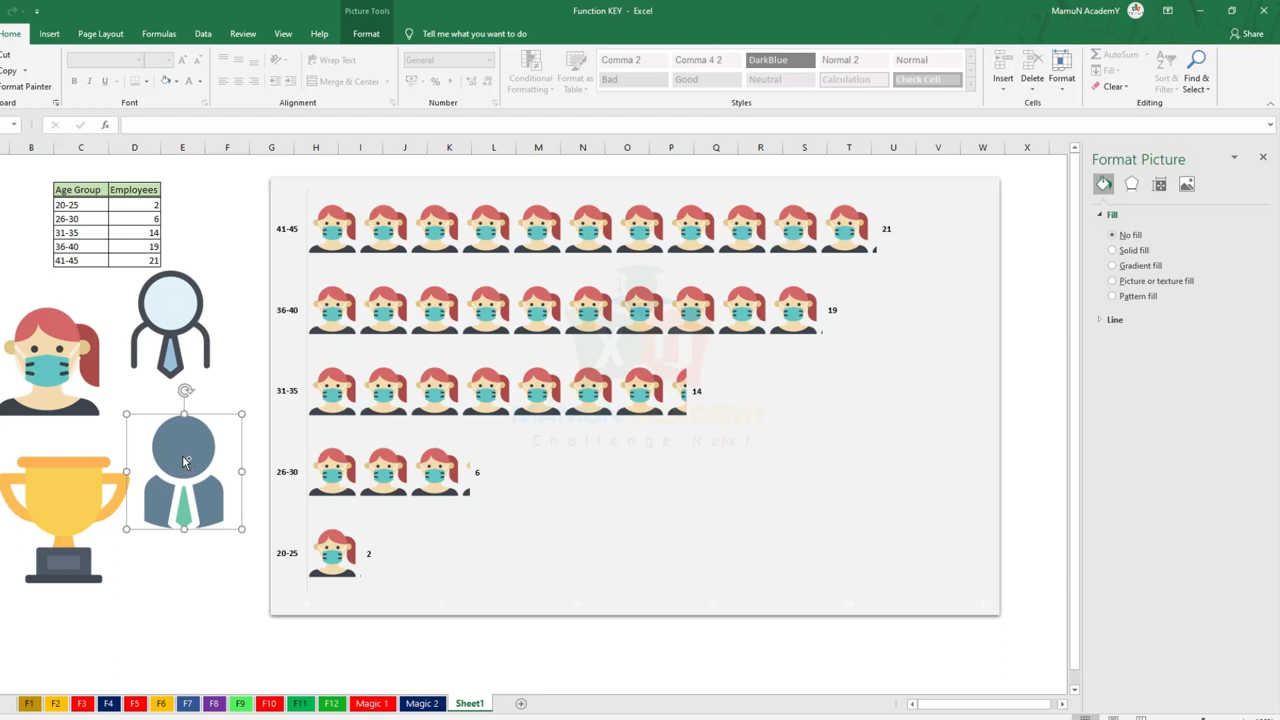 Picture Tools
Function KEY - Excel
MamuN AcademY
Home Insert Page Layout Formulas Data Review View Help Format Tell me what you want to do Share
Cut
Copy
Format Painter
Wrap Text
Merge & Center
General
Conditional Formatting
Format as Table
Comma 2 Comma 4 2 DarkBlue Normal 2 Normal
Bad Good Neutral Calculation Check Cell
Insert Delete Format
AutoSum
Fill
Clear
Sort & Filter
Find & Select
Font Alignment Number Styles Cells Editing
B C D E F G H I J K L M N O P Q R S T U V W X
Age Group Employees
20-25 2
26-30 6
31-35 14
36-40 19
41-45 21
41-45 21
36-40 19
31-35 14
26-30 6
20-25 2
MAMUN ACADEMY
Challenge Next
Format Picture
Fill
No fill
Solid fill
Gradient fill
Picture or texture fill
Pattern fill
Line
F1 F2 F3 F4 F5 F6 F7 F8 F9 F10 F11 F12 Magic 1 Magic 2 Sheet1